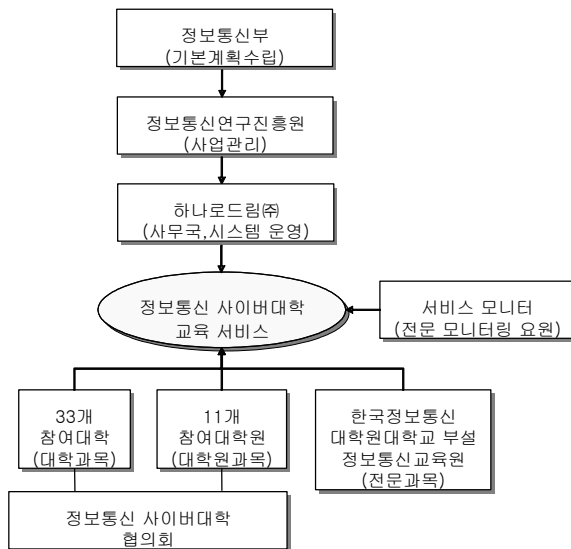 정보통신부
(기본계획수립)
정보통신연구진흥원
(사업관리)
하나로드림㈜
(사무국,시스템 운영)
정보통신 사이버대학
교육 서비스
서비스 모니터
(전문 모니터링 요원)
33개
참여대학
(대학과목)
11개
참여대학원
(대학원과목)
한국정보통신
대학원대학교 부설
정보통신교육원
(전문과목)
정보통신 사이버대학
협의회